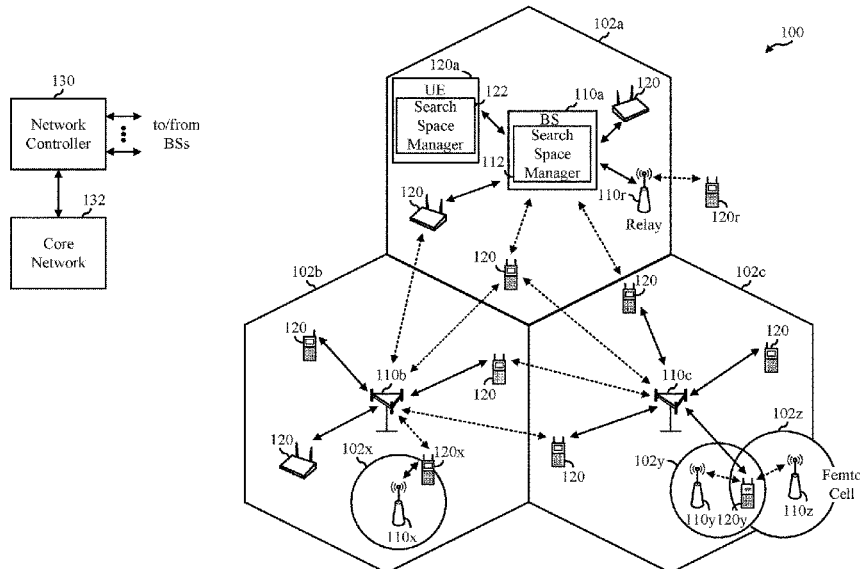 102a
100
130
Network
Controller
to/from
BSs
132
Core
Network
120a
UE
122
Search
Space
Manager
110a
BS
Search
Space
Manager
112
120
120
110r
Relay
120r
102b
120
120
102c
120
110b
120
110c
120
120
102x
120x
110x
120
102y
102z
Femto
Cell
110y
120y
110z